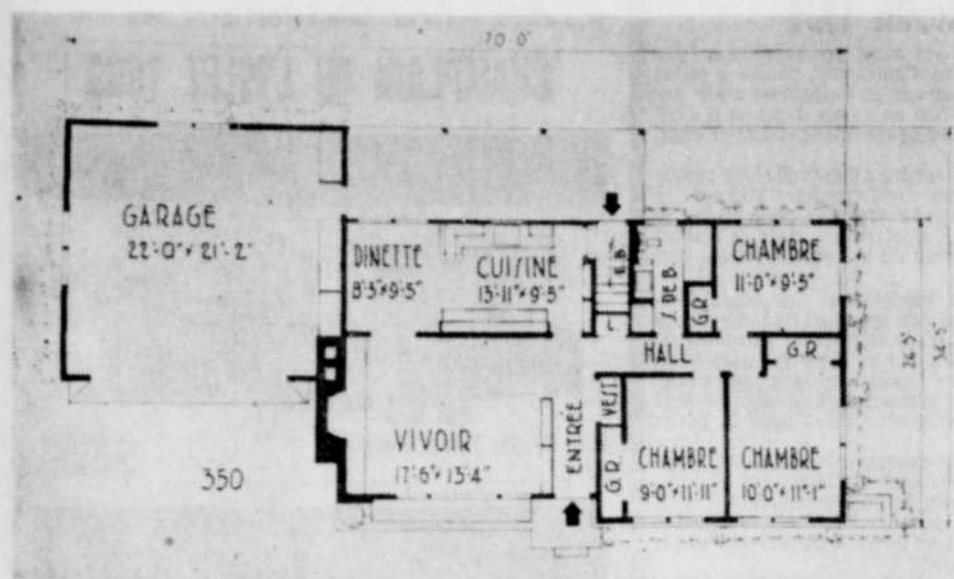 70'-0"
GARAGE
22'-0" x 21'-2"
DINETTE
8'-3" x 9'-5"
CUISINE
13'-11" x 9'-5"
E.B.
L.
S. DE B.
G.R.
CHAMBRE
11'-0" x 9'-5"
G.R.
HALL
26'-5"
34'-5"
VIVOIR
17'-6" x 13'-4"
ENTREE
VEST
G.R.
CHAMBRE
9'-0" x 11'-11"
CHAMBRE
10'-0" x 11'-1"
350